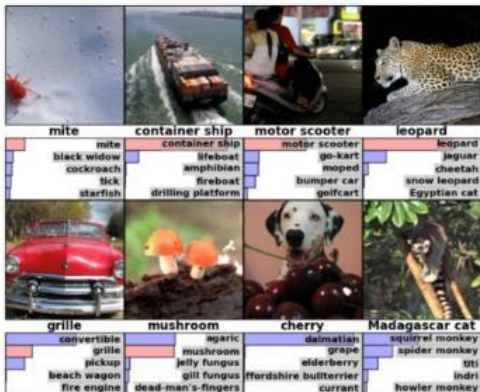 mite container ship motor scooter leopard
mite container ship motor scooter leopard
black widow lifeboat go-kart jaguar
cockroach amphibian moped cheetah
tick fireboat bumper car snow leopard
starfish drilling platform golfcart Egyptian cat
grille mushroom cherry Madagascar cat
convertible agaric dalmatian squirrel monkey
grille mushroom grape spider monkey
pickup jelly fungus elderberry titi
beach wagon gill fungus ffordshire bullterrier indri
fire engine dead-man's-fingers currant howler monkey